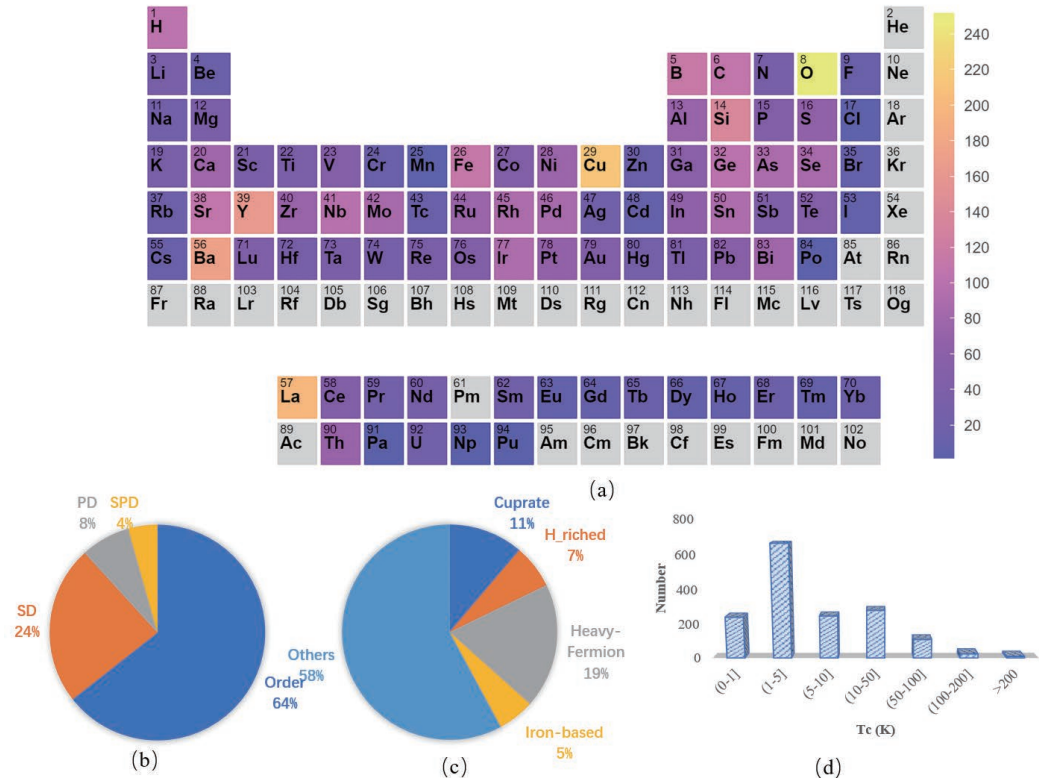 1 2
H He
240
3 4 5 6 7 8 9 10
Li Be B C N O F Ne
220
11 12 13 14 15 16 17 18
Na Mg Al Si P S Cl Ar
200
180
19 20 21 22 23 24 25 26 27 28 29 30 31 32 33 34 35 36
K Ca Sc Ti V Cr Mn Fe Co Ni Cu Zn Ga Ge As Se Br Kr
160
37 38 39 40 41 42 43 44 45 46 47 48 49 50 51 52 53 54
Rb Sr Y Zr Nb Mo Tc Ru Rh Pd Ag Cd In Sn Sb Te I Xe
140
55 56 71 72 73 74 75 76 77 78 79 80 81 82 83 84 85 86
Cs Ba Lu Hf Ta W Re Os Ir Pt Au Hg Tl Pb Bi Po At Rn
120
100
87 88 103 104 105 106 107 108 109 110 111 112 113 114 115 116 117 118
Fr Ra Lr Rf Db Sg Bh Hs Mt Ds Rg Cn Nh Fl Mc Lv Ts Og
80
60
57 58 59 60 61 62 63 64 65 66 67 68 69 70
La Ce Pr Nd Pm Sm Eu Gd Tb Dy Ho Er Tm Yb
40
89 90 91 92 93 94 95 96 97 98 99 100 101 102
Ac Th Pa U Np Pu Am Cm Bk Cf Es Fm Md No
20
(a)
PD
8%
SPD
4%
SD
24%
Order
64%
(b)
Cuprate
11%
H_riched
7%
Heavy-
Fermion
19%
Iron-based
5%
Others
58%
(c)
Number
800
600
400
200
0
(0-1]
(1-5]
(5-10]
(10-50]
(50-100]
(100-200]
>200
Tc (K)
(d)